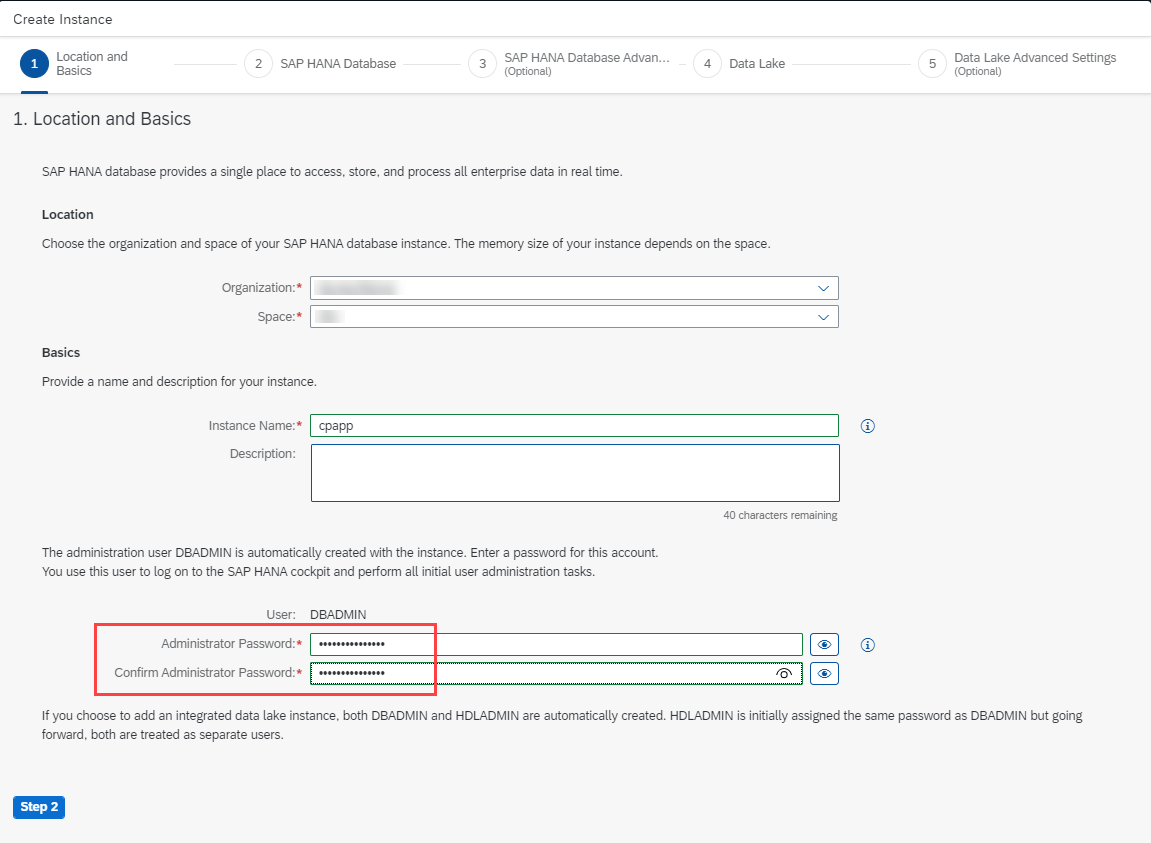 Create Instance
1 Location and Basics
2 SAP HANA Database
3 SAP HANA Database Advan... (Optional)
4 Data Lake
5 Data Lake Advanced Settings (Optional)
1. Location and Basics
SAP HANA database provides a single place to access, store, and process all enterprise data in real time.
Location
Choose the organization and space of your SAP HANA database instance. The memory size of your instance depends on the space.
Organization:*
Space:*
Basics
Provide a name and description for your instance.
Instance Name:* cpapp
Description:
40 characters remaining
The administration user DBADMIN is automatically created with the instance. Enter a password for this account.
You use this user to log on to the SAP HANA cockpit and perform all initial user administration tasks.
User: DBADMIN
Administrator Password:* •••••••••••••••
Confirm Administrator Password:* •••••••••••••••
If you choose to add an integrated data lake instance, both DBADMIN and HDLADMIN are automatically created. HDLADMIN is initially assigned the same password as DBADMIN but going
forward, both are treated as separate users.
Step 2